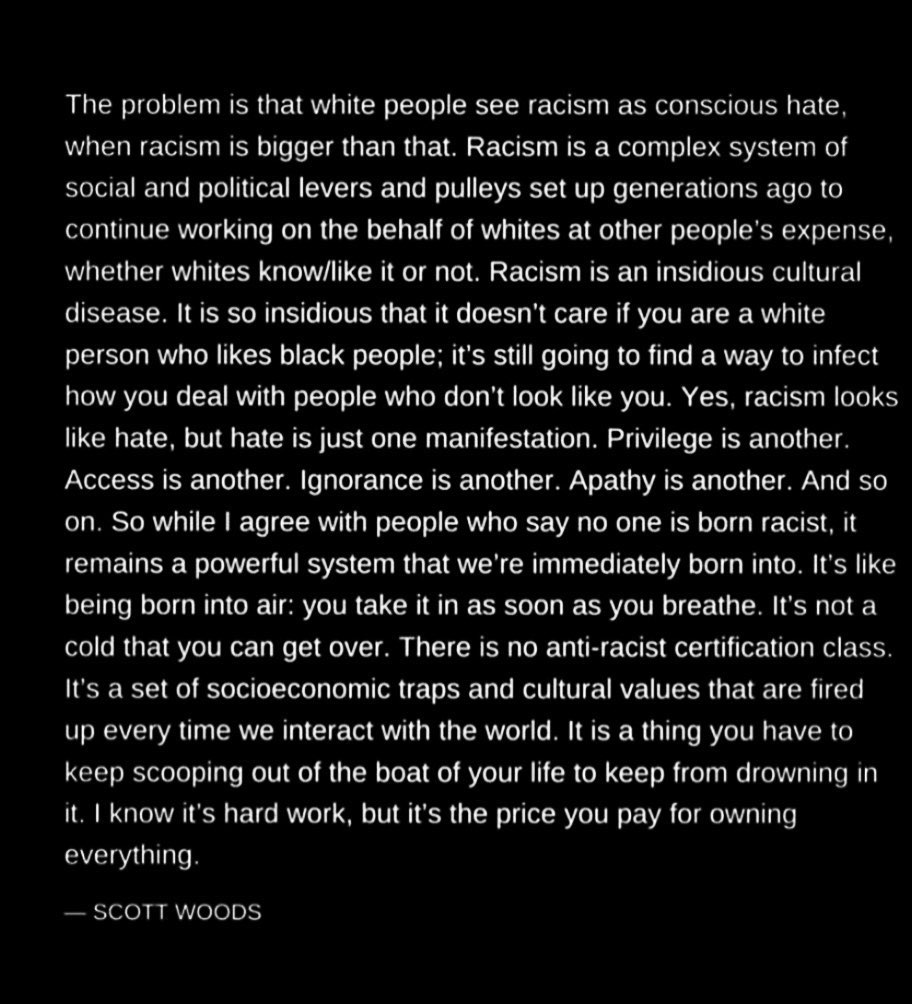 The problem is that white people see racism as conscious hate,
when racism is bigger than that. Racism is a complex system of
social and political levers and pulleys set up generations ago to
continue working on the behalf of whites at other people's expense,
whether whites know/like it or not. Racism is an insidious cultural
disease. It is so insidious that it doesn't care if you are a white
person who likes black people; it's still going to find a way to infect
how you deal with people who don't look like you. Yes, racism looks
like hate, but hate is just one manifestation. Privilege is another.
Access is another. Ignorance is another. Apathy is another. And so
on. So while I agree with people who say no one is born racist, it
remains a powerful system that we're immediately born into. It's like
being born into air: you take it in as soon as you breathe. It's not a
cold that you can get over. There is no anti-racist certification class.
It's a set of socioeconomic traps and cultural values that are fired
up every time we interact with the world. It is a thing you have to
keep scooping out of the boat of your life to keep from drowning in
it. I know it's hard work, but it's the price you pay for owning
everything.
— SCOTT WOODS